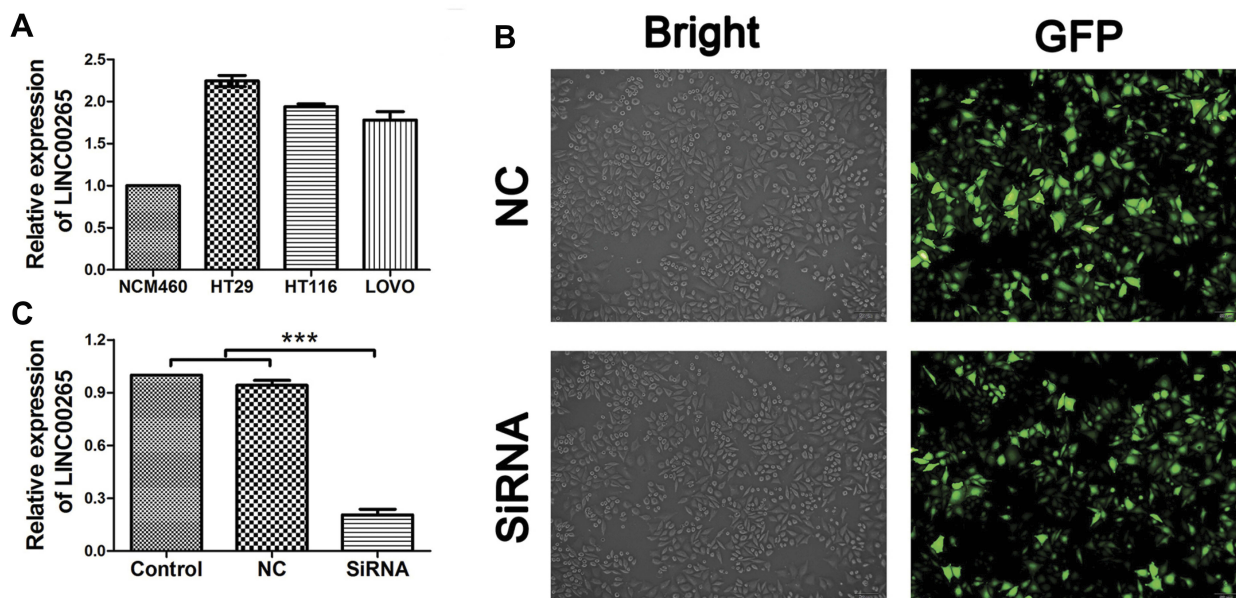 A
Relative expression
of LINC00265
2.5
2.0
1.5
1.0
0.5
0.0
NCM460 HT29 HT116 LOVO
B
Bright GFP
NC
SiRNA
C
Relative expression
of LINC00265
1.2
0.9
0.6
0.3
0.0
***
Control NC SiRNA